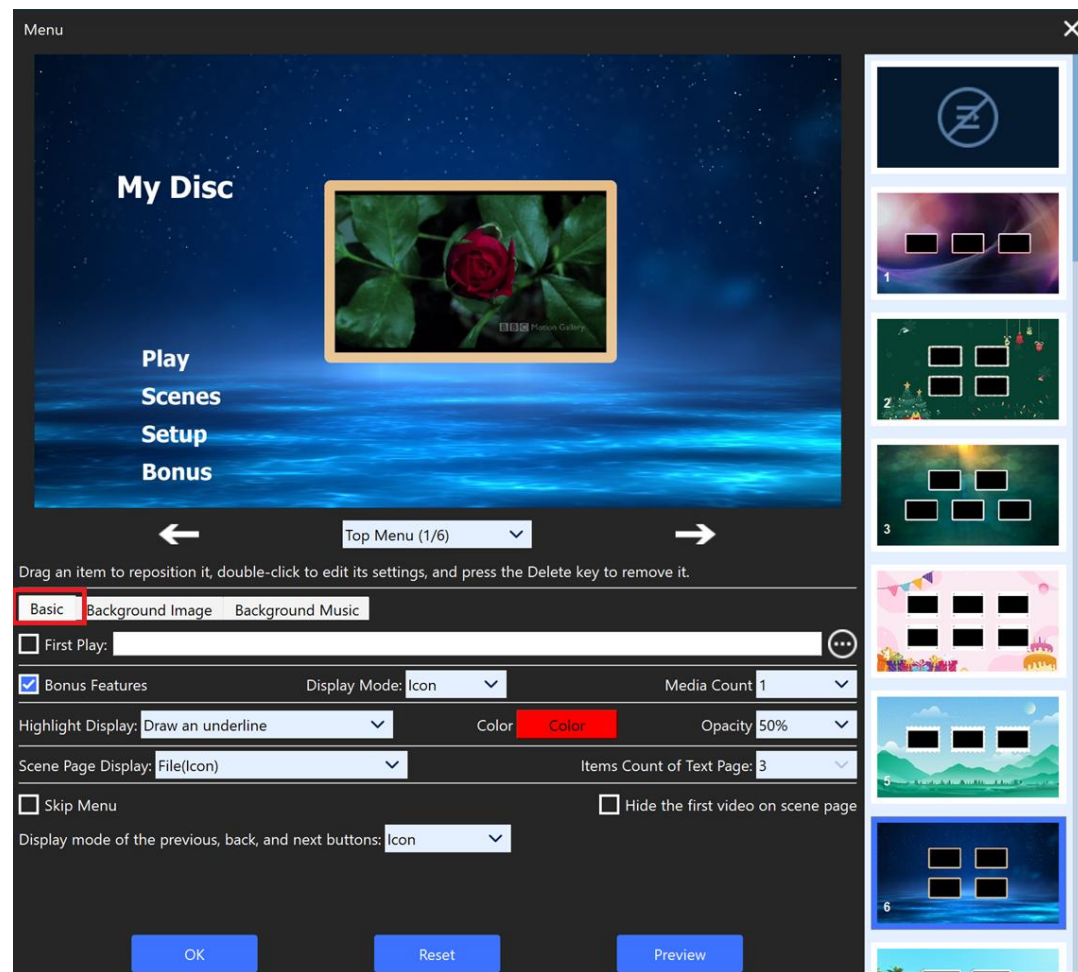 Menu
My Disc
BBC Motion Gallery
Play
Scenes
Setup
Bonus
Top Menu (1/6)
Drag an item to reposition it, double-click to edit its settings, and press the Delete key to remove it.
Basic Background Image Background Music
First Play:
Bonus Features Display Mode: Icon Media Count 1
Highlight Display: Draw an underline Color Color Opacity 50%
Scene Page Display: File(Icon) Items Count of Text Page: 3
Skip Menu Hide the first video on scene page
Display mode of the previous, back, and next buttons: Icon
OK Reset Preview
1
2
3
4
5
6